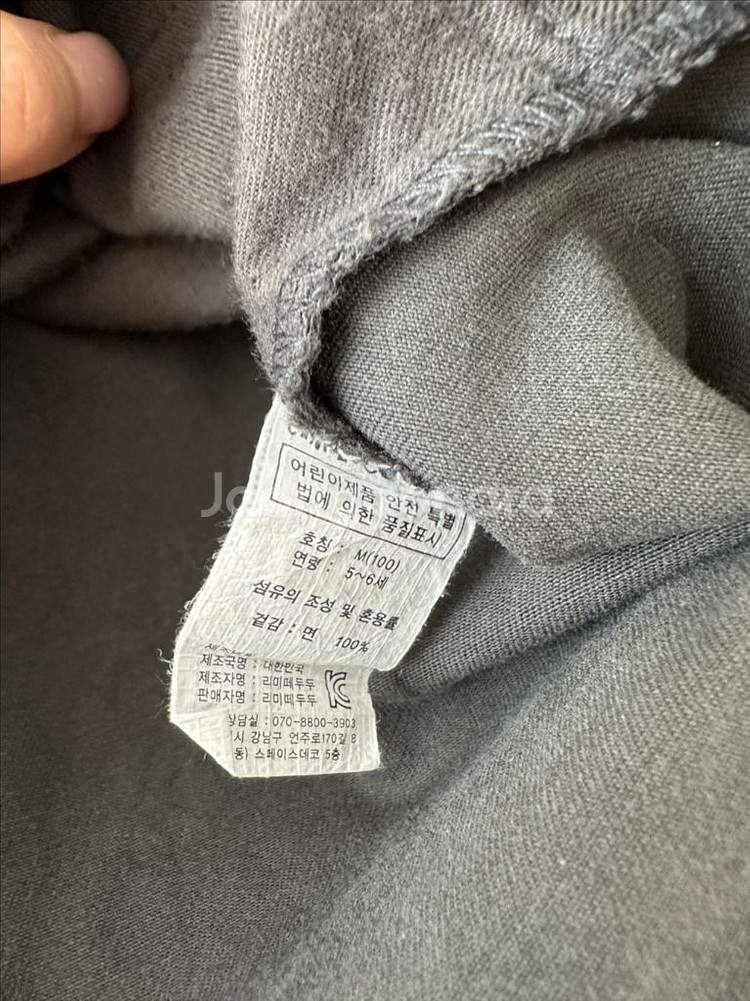 어린이제품 안전 특별
법에 의한 품질표시
호칭 : M(100)
연령 : 5~6세
섬유의 조성 및 혼용률
겉감 : 면 100%
제조국명 : 대한민국
제조자명 : 리미떼두두
판매자명 : 리미떼두두
상담실 : 070-8800-3903
시 강남구 언주로170길 8
동) 스페이스데코 5층